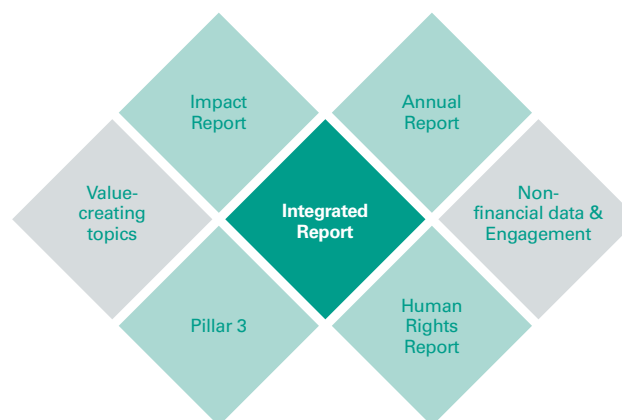 Impact
Report
Annual
Report
Value-
creating
topics
Integrated
Report
Non-
financial data &
Engagement
Pillar 3
Human
Rights
Report